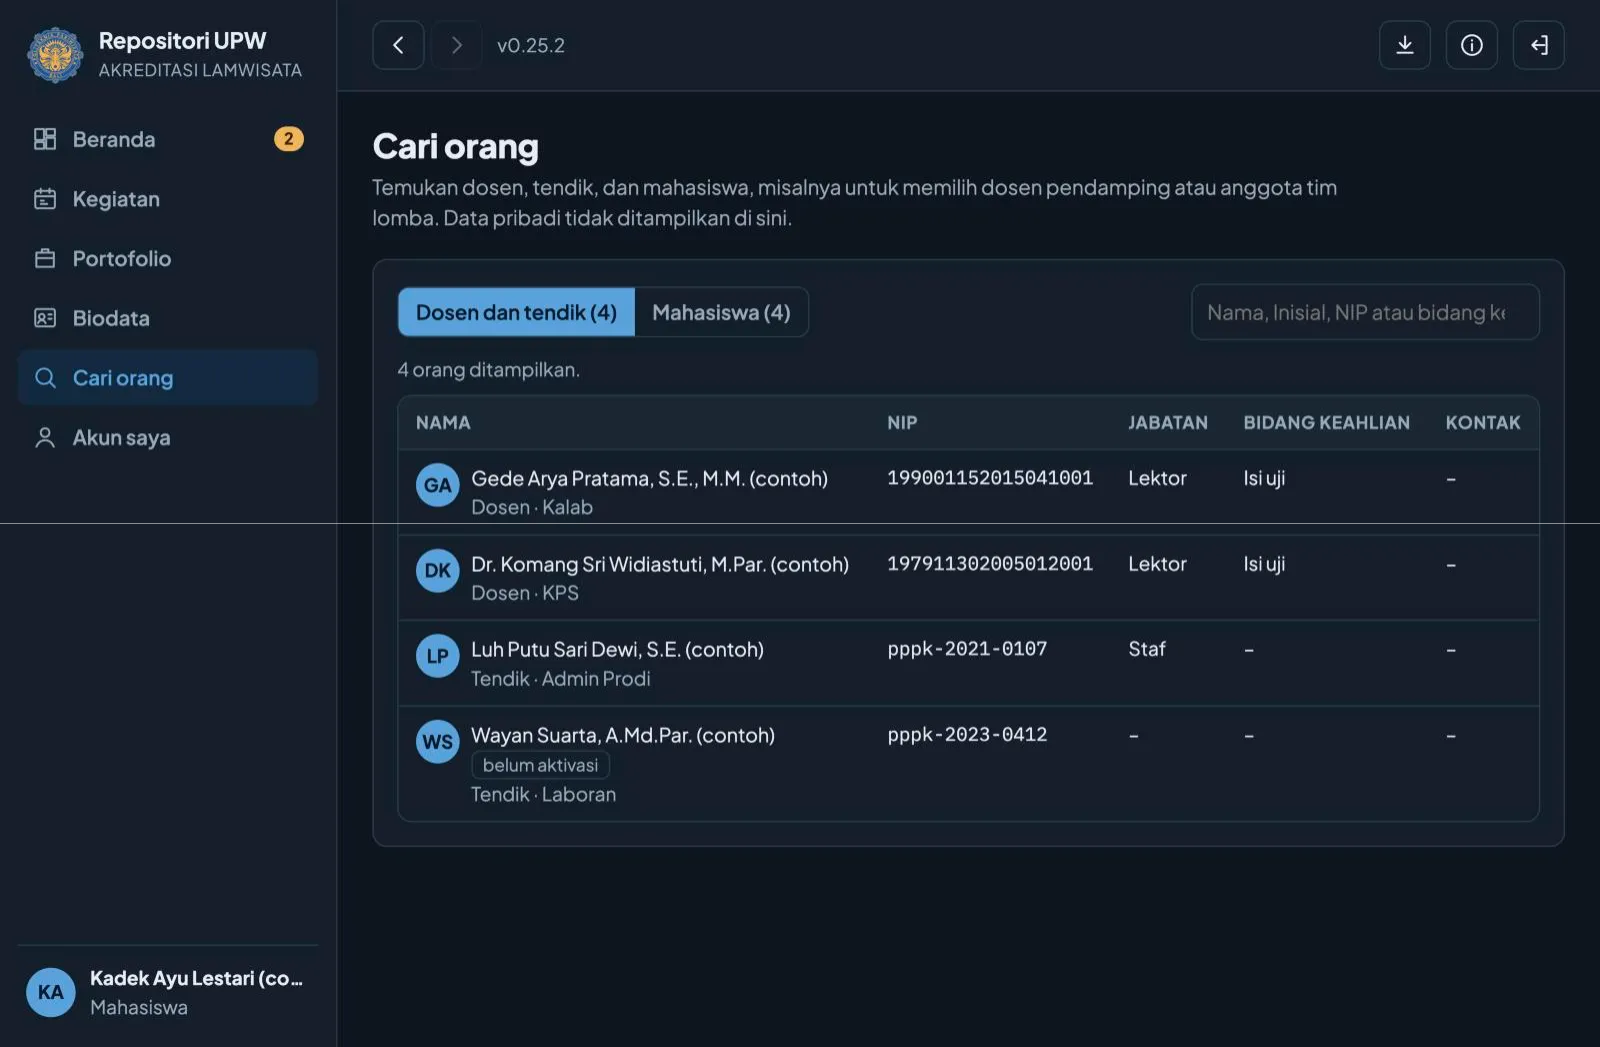 Repositori UPW
AKREDITASI LAMWISATA
Beranda
2
Kegiatan
Portofolio
Biodata
Cari orang
Akun saya
KA
Kadek Ayu Lestari (co...
Mahasiswa
v0.25.2
Cari orang
Temukan dosen, tendik, dan mahasiswa, misalnya untuk memilih dosen pendamping atau anggota tim
lomba. Data pribadi tidak ditampilkan di sini.
Dosen dan tendik (4)
Mahasiswa (4)
Nama, Inisial, NIP atau bidang ke
4 orang ditampilkan.
NAMA NIP JABATAN BIDANG KEAHLIAN KONTAK
GA Gede Arya Pratama, S.E., M.M. (contoh) 199001152015041001 Lektor Isi uji –
Dosen · Kalab
DK Dr. Komang Sri Widiastuti, M.Par. (contoh) 197911302005012001 Lektor Isi uji –
Dosen · KPS
LP Luh Putu Sari Dewi, S.E. (contoh) pppk-2021-0107 Staf – –
Tendik · Admin Prodi
WS Wayan Suarta, A.Md.Par. (contoh) pppk-2023-0412 – – –
belum aktivasi
Tendik · Laboran